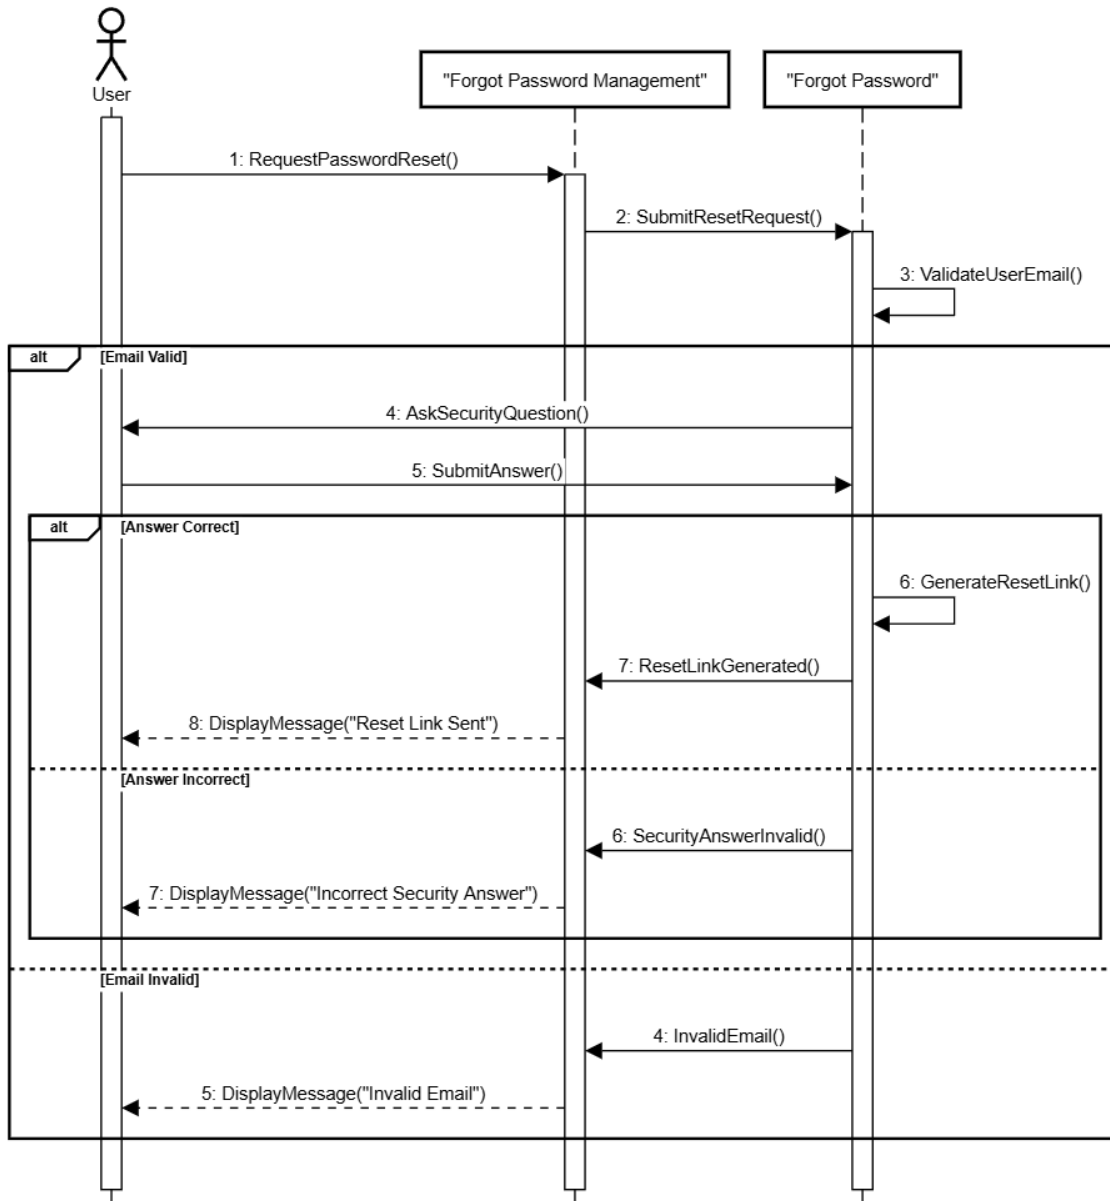 User
"Forgot Password Management"
"Forgot Password"
1: RequestPasswordReset()
2: SubmitResetRequest()
3: ValidateUserEmail()
alt
[Email Valid]
4: AskSecurityQuestion()
5: SubmitAnswer()
alt
[Answer Correct]
6: GenerateResetLink()
7: ResetLinkGenerated()
8: DisplayMessage("Reset Link Sent")
[Answer Incorrect]
6: SecurityAnswerInvalid()
7: DisplayMessage("Incorrect Security Answer")
[Email Invalid]
4: InvalidEmail()
5: DisplayMessage("Invalid Email")